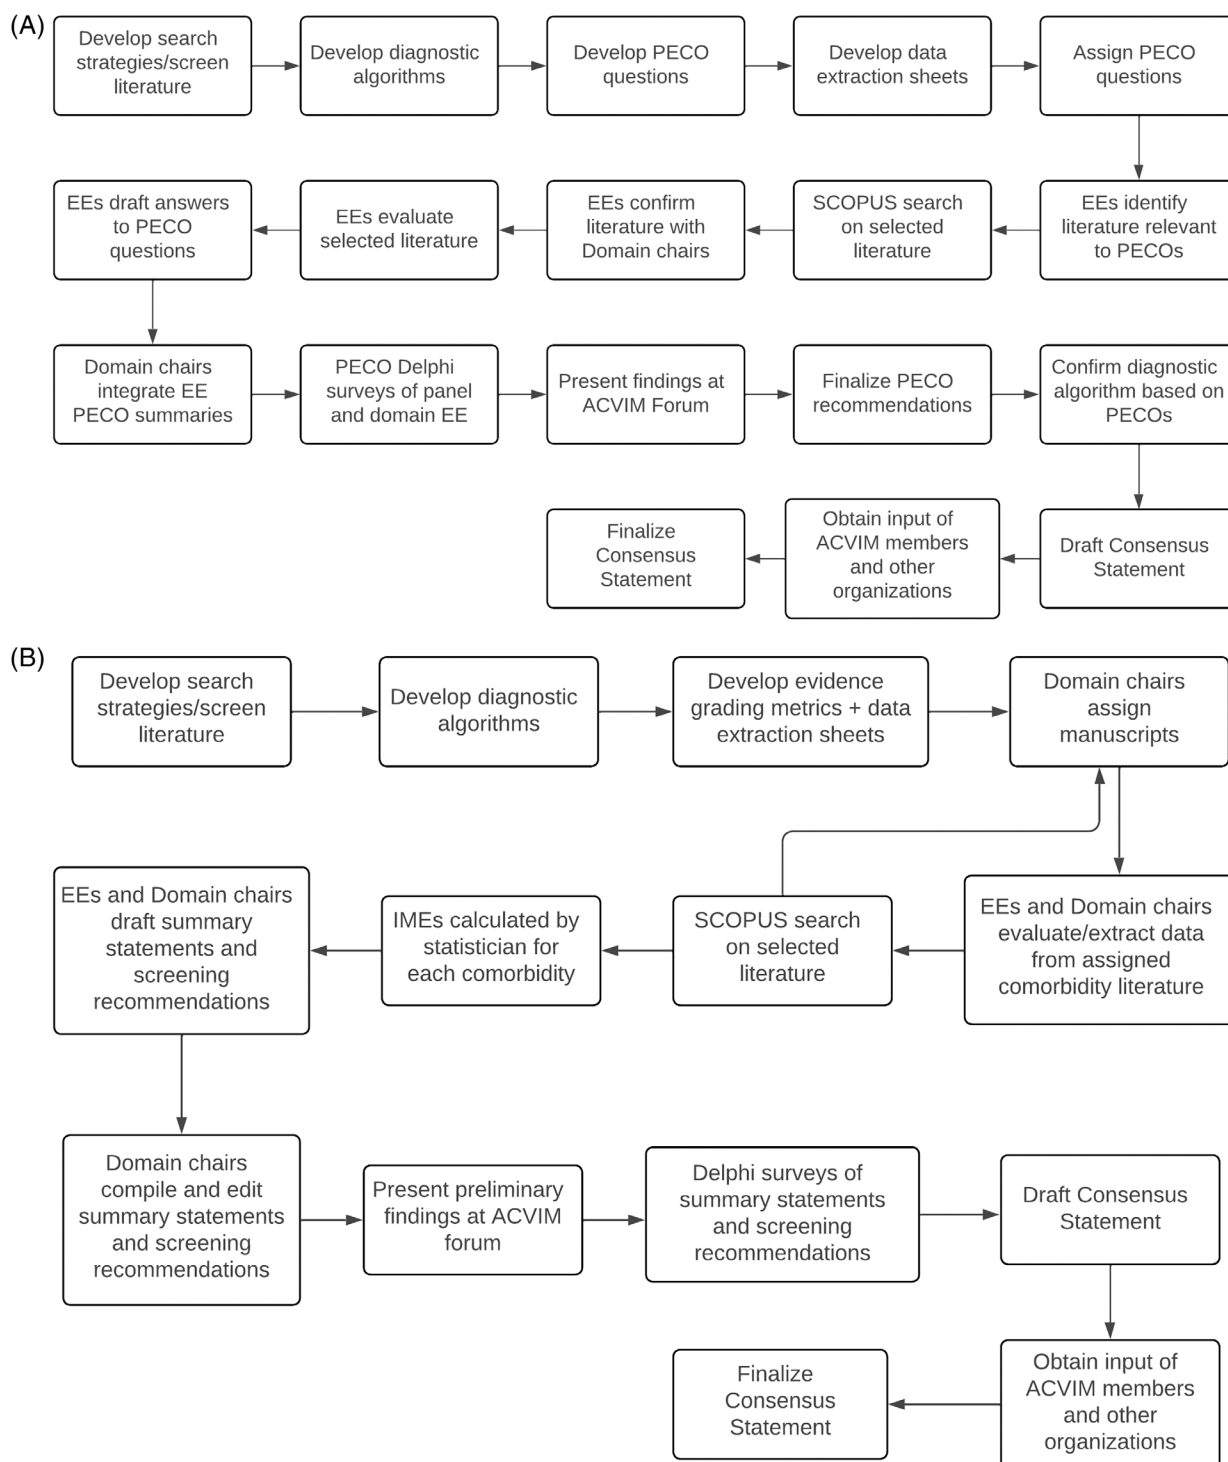 (A)
Develop search
strategies/screen
literature
Develop diagnostic
algorithms
Develop PECO
questions
Develop data
extraction sheets
Assign PECO
questions
EEs draft answers
to PECO
questions
EEs evaluate
selected literature
EEs confirm
literature with
Domain chairs
SCOPUS search
on selected
literature
EEs identify
literature relevant
to PECOs
Domain chairs
integrate EE
PECO summaries
PECO Delphi
surveys of panel
and domain EE
Present findings at
ACVIM Forum
Finalize PECO
recommendations
Confirm diagnostic
algorithm based on
PECOs
Finalize
Consensus
Statement
Obtain input of
ACVIM members
and other
organizations
Draft Consensus
Statement
(B)
Develop search
strategies/screen
literature
Develop diagnostic
algorithms
Develop evidence
grading metrics + data
extraction sheets
Domain chairs
assign
manuscripts
EEs and Domain chairs
draft summary
statements and
screening
recommendations
IMEs calculated by
statistician for
each comorbidity
SCOPUS search
on selected
literature
EEs and Domain chairs
evaluate/extract data
from assigned
comorbidity literature
Domain chairs
compile and edit
summary statements
and screening
recommendations
Present preliminary
findings at ACVIM
forum
Delphi surveys of
summary statements
and screening
recommendations
Draft Consensus
Statement
Finalize
Consensus
Statement
Obtain input of
ACVIM members
and other
organizations